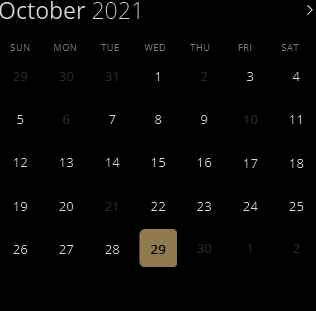 October 2021
SUN MON TUE WED THU FRI SAT
29 30 31 1 2 3 4
5 6 7 8 9 10 11
12 13 14 15 16 17 18
19 20 21 22 23 24 25
26 27 28 29 30 1 2